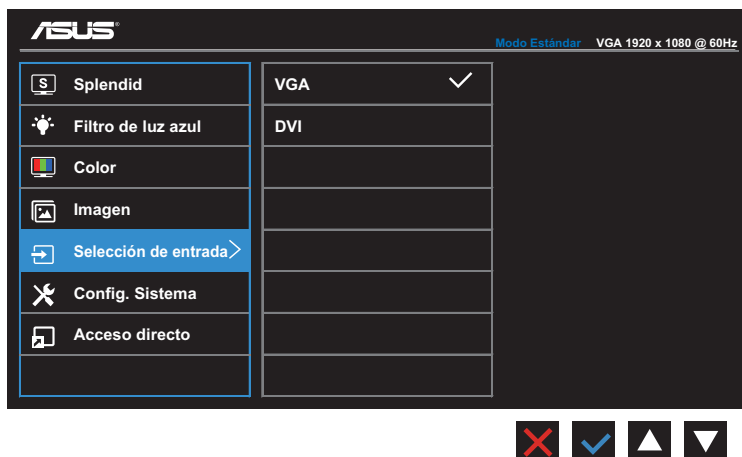 ASUS
Modo Estándar VGA 1920 x 1080 @ 60Hz
S Splendid
VGA
Filtro de luz azul
DVI
Color
Imagen
Selección de entrada
Config. Sistema
Acceso directo